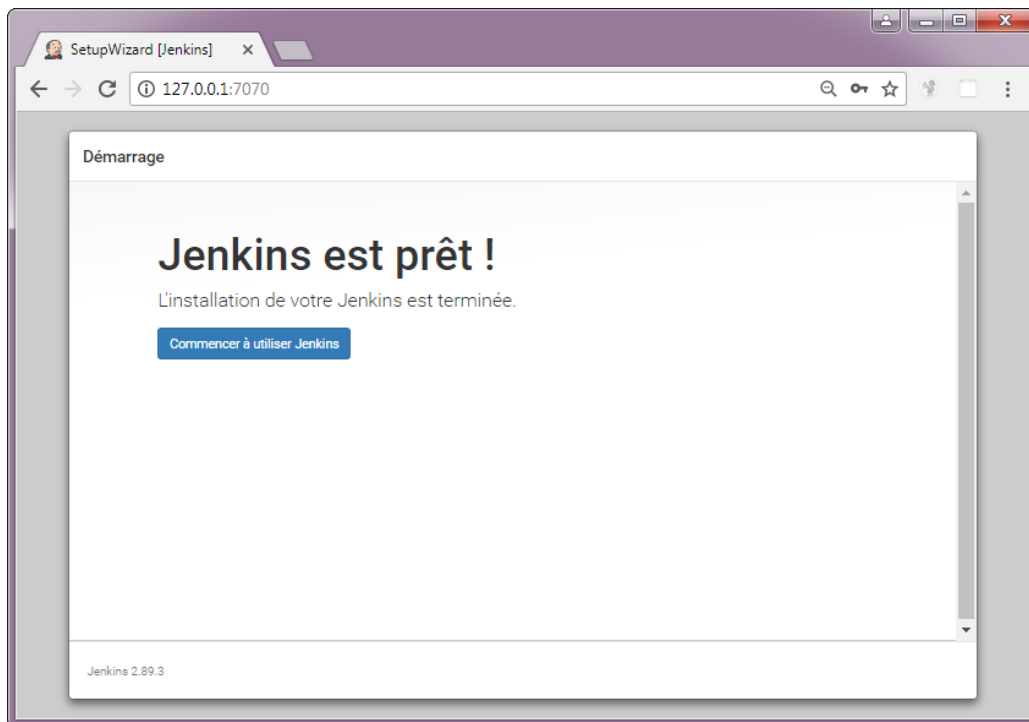 SetupWizard [Jenkins]
127.0.0.1:7070
Démarrage
Jenkins est prêt !
L'installation de votre Jenkins est terminée.
Commencer à utiliser Jenkins
Jenkins 2.89.3